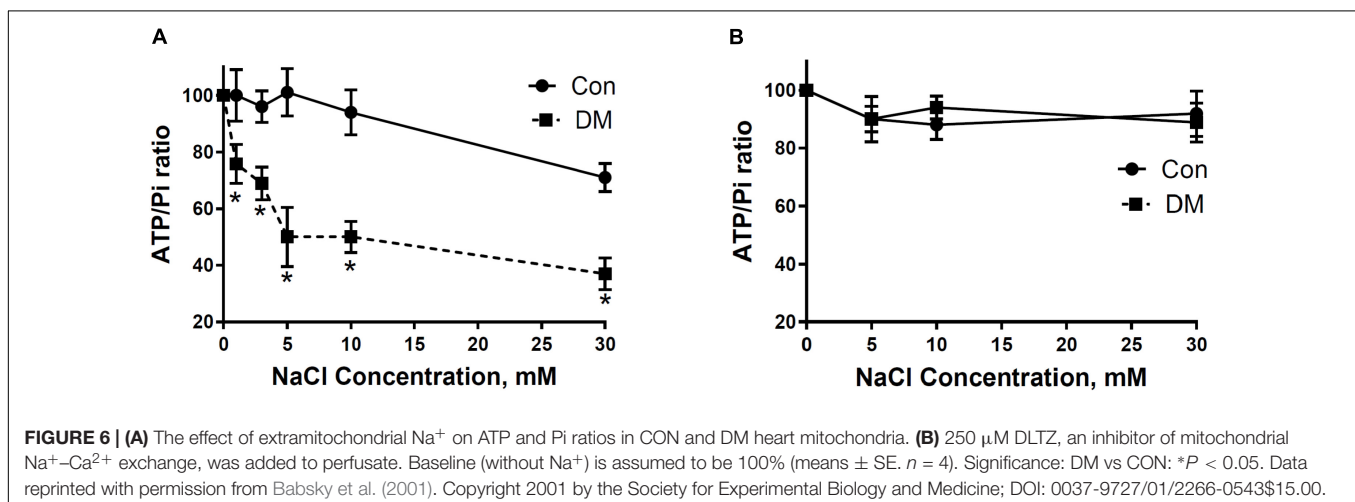 A
B
100
80
60
40
20
ATP/Pi ratio
Con
DM
*
*
*
*
*
0
5
10
15
20
25
30
NaCl Concentration, mM
100
80
60
40
20
ATP/Pi ratio
Con
DM
0
5
10
15
20
25
30
NaCl Concentration, mM
FIGURE 6 | (A) The effect of extramitochondrial Na⁺ on ATP and Pi ratios in CON and DM heart mitochondria. (B) 250 μM DLTZ, an inhibitor of mitochondrial
Na⁺–Ca²⁺ exchange, was added to perfusate. Baseline (without Na⁺) is assumed to be 100% (means ± SE. n = 4). Significance: DM vs CON: *P < 0.05. Data
reprinted with permission from Babsky et al. (2001). Copyright 2001 by the Society for Experimental Biology and Medicine; DOI: 0037-9727/01/2266-0543$15.00.